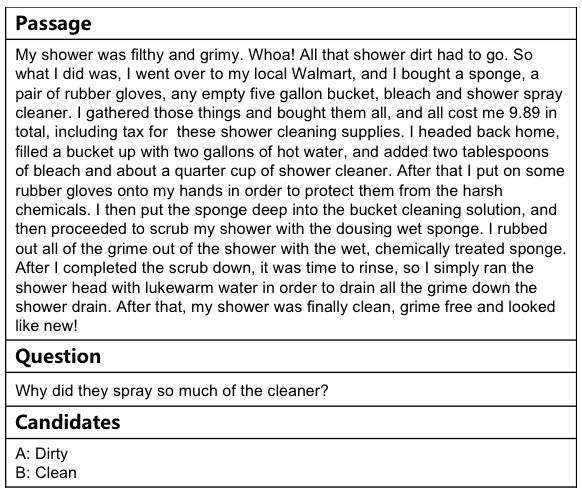 Passage
My shower was filthy and grimy. Whoa! All that shower dirt had to go. So
what I did was, I went over to my local Walmart, and I bought a sponge, a
pair of rubber gloves, any empty five gallon bucket, bleach and shower spray
cleaner. I gathered those things and bought them all, and all cost me 9.89 in
total, including tax for  these shower cleaning supplies. I headed back home,
filled a bucket up with two gallons of hot water, and added two tablespoons
of bleach and about a quarter cup of shower cleaner. After that I put on some
rubber gloves onto my hands in order to protect them from the harsh
chemicals. I then put the sponge deep into the bucket cleaning solution, and
then proceeded to scrub my shower with the dousing wet sponge. I rubbed
out all of the grime out of the shower with the wet, chemically treated sponge.
After I completed the scrub down, it was time to rinse, so I simply ran the
shower head with lukewarm water in order to drain all the grime down the
shower drain. After that, my shower was finally clean, grime free and looked
like new!
Question
Why did they spray so much of the cleaner?
Candidates
A: Dirty
B: Clean